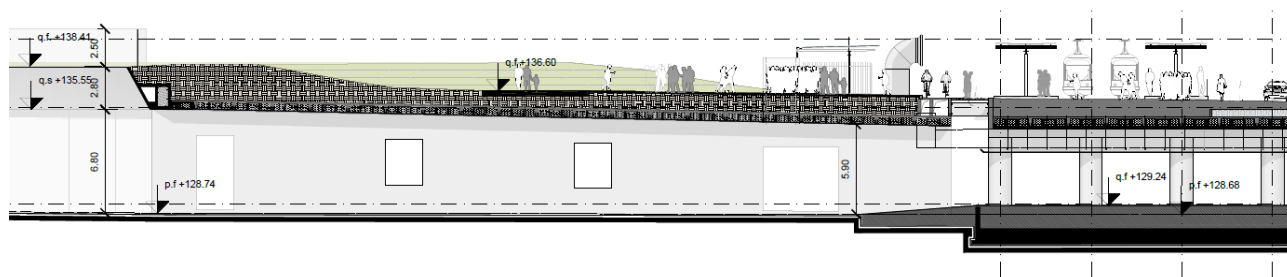 q.f. +138.41
2.50
q.f.+136.60
q.s +135.55
2.80
6.80
5.90
p.f +128.74
q.f +129.24
p.f +128.68